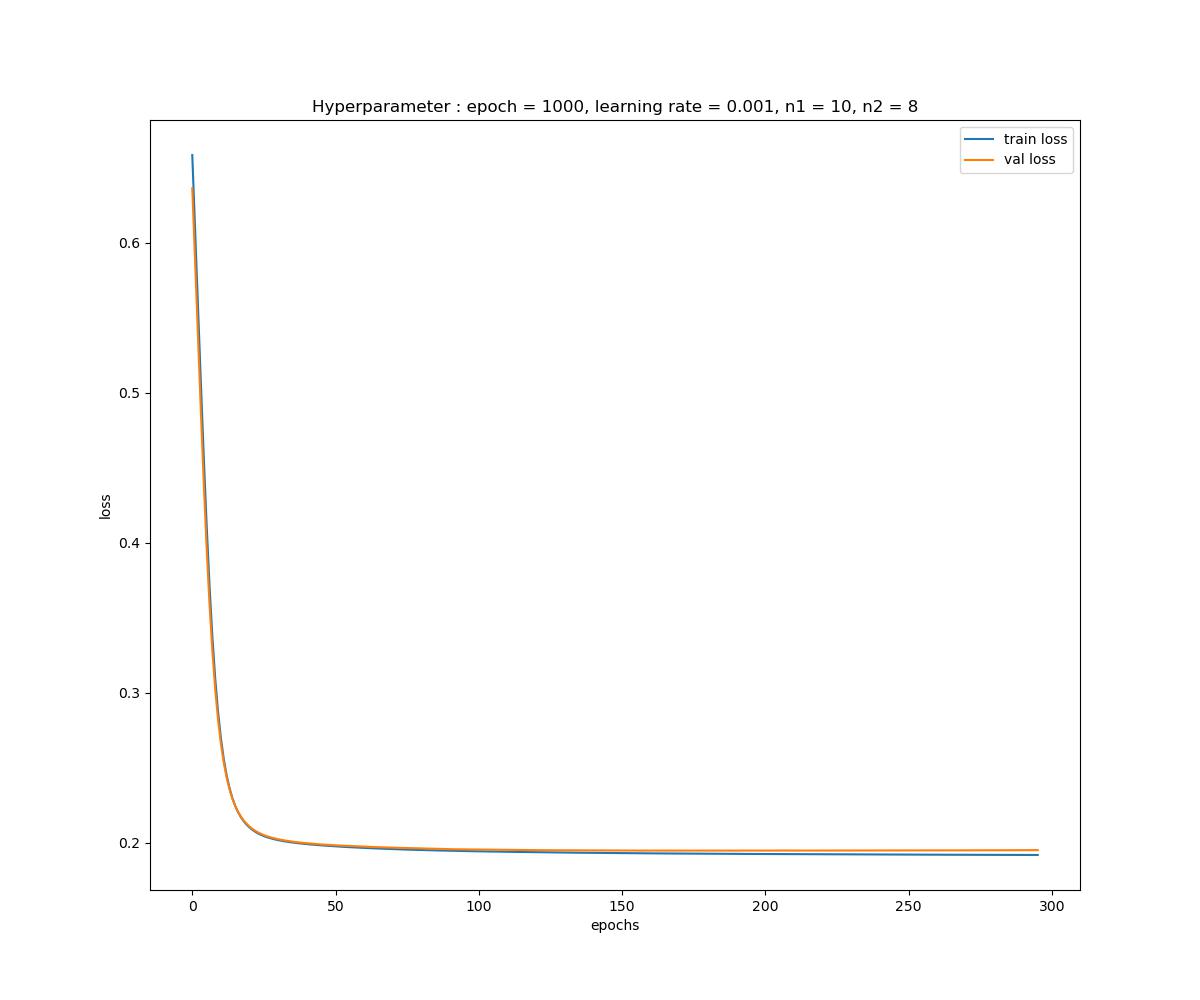 Hyperparameter : epoch = 1000, learning rate = 0.001, n1 = 10, n2 = 8
train loss
val loss
0.6
0.5
0.4
0.3
0.2
loss
0 50 100 150 200 250 300
epochs